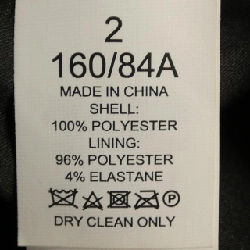 2
160/84A
MADE IN CHINA
SHELL:
100% POLYESTER
LINING:
96% POLYESTER
4% ELASTANE
P
DRY CLEAN ONLY